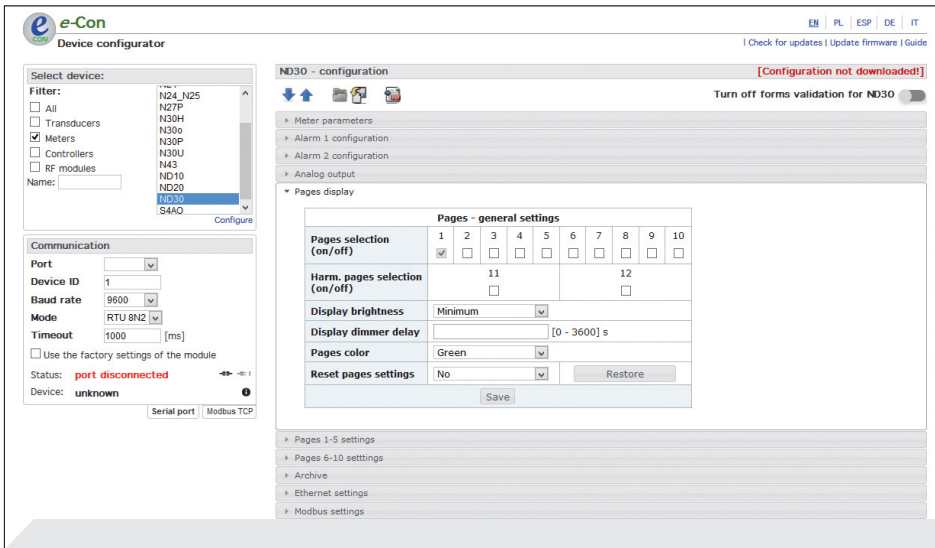 e e-Con
CON Device configurator
EN PL ESP DE IT
| Check for updates | Update firmware | Guide
Select device:
Filter:
All
Transducers
Meters
Controllers
RF modules
Name:
N24_N25
N27P
N30H
N30o
N30P
N30U
N43
ND10
ND20
ND30
S4AO
Configure
Communication
Port
Device ID 1
Baud rate 9600
Mode RTU 8N2
Timeout 1000 [ms]
Use the factory settings of the module
Status: port disconnected
Device: unknown
Serial port Modbus TCP
ND30 - configuration [Configuration not downloaded!]
Turn off forms validation for ND30
Meter parameters
Alarm 1 configuration
Alarm 2 configuration
Analog output
Pages display
Pages - general settings
Pages selection (on/off) 1 2 3 4 5 6 7 8 9 10
Harm. pages selection (on/off) 11 12
Display brightness Minimum
Display dimmer delay [0 - 3600] s
Pages color Green
Reset pages settings No Restore
Save
Pages 1-5 settings
Pages 6-10 setttings
Archive
Ethernet settings
Modbus settings